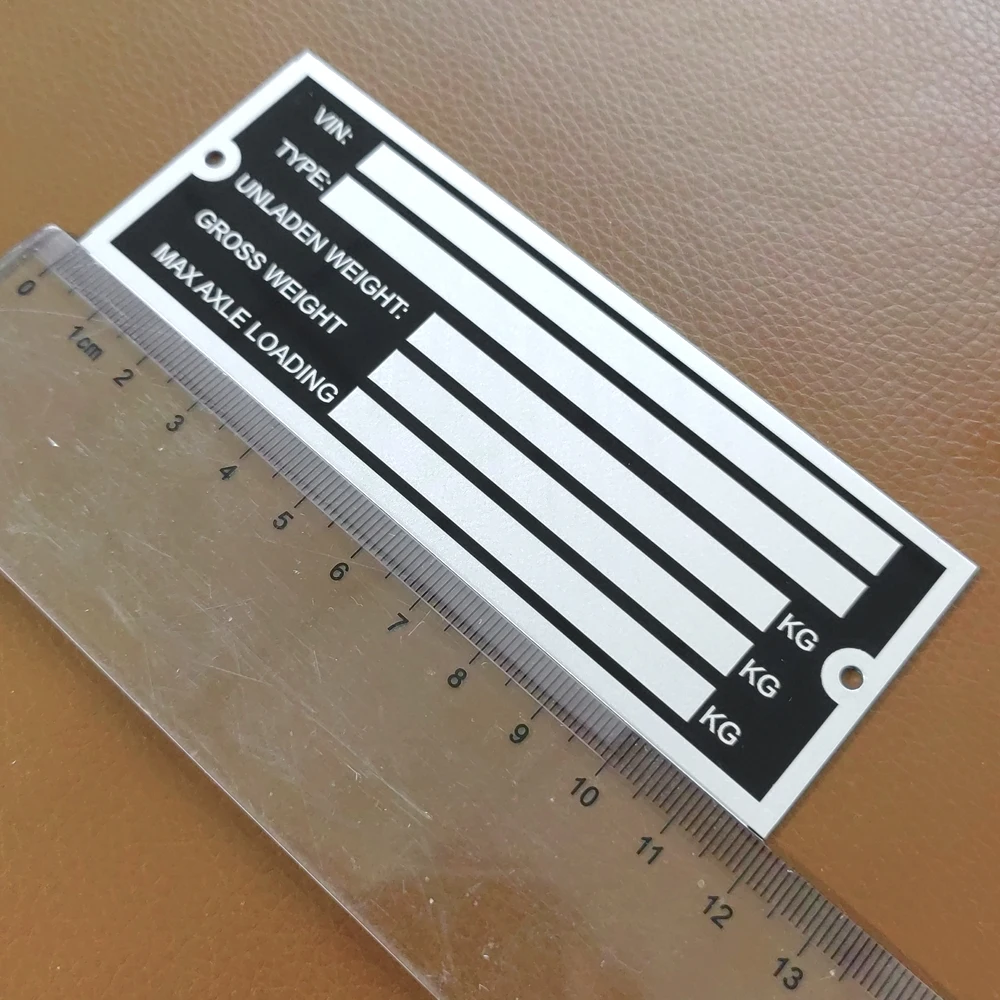 VIN:
TYPE:
UNLADEN WEIGHT: KG
GROSS WEIGHT KG
MAX AXLE LOADING KG
0 1cm 2 3 4 5 6 7 8 9 10 11 12 13